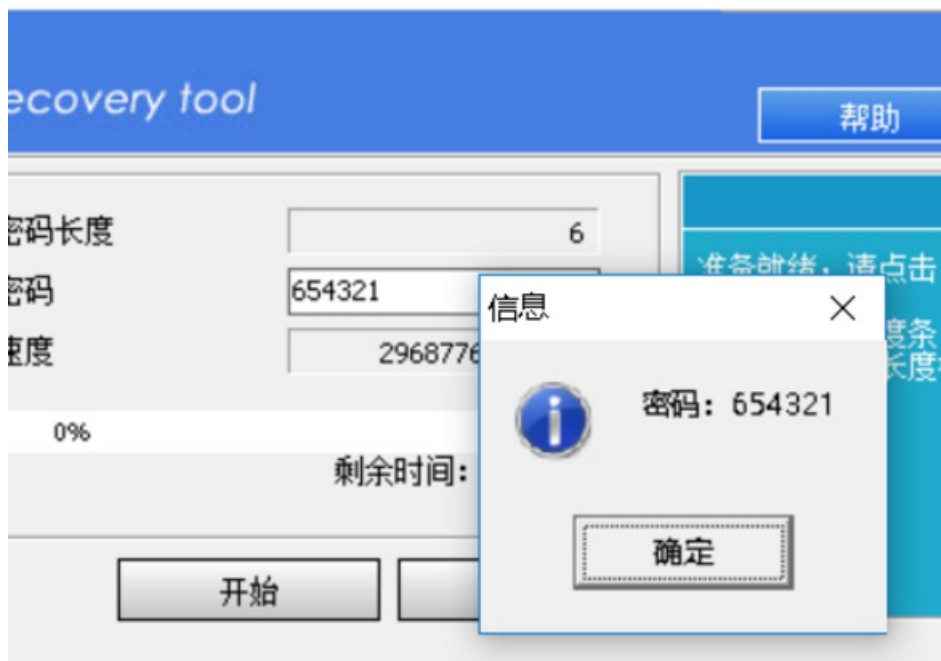 ecovery tool
帮助
密码长度
6
密码
654321
速度
2968776
0%
剩余时间：
开始
准备就绪，请点击
度条
长度
信息
密码：654321
确定